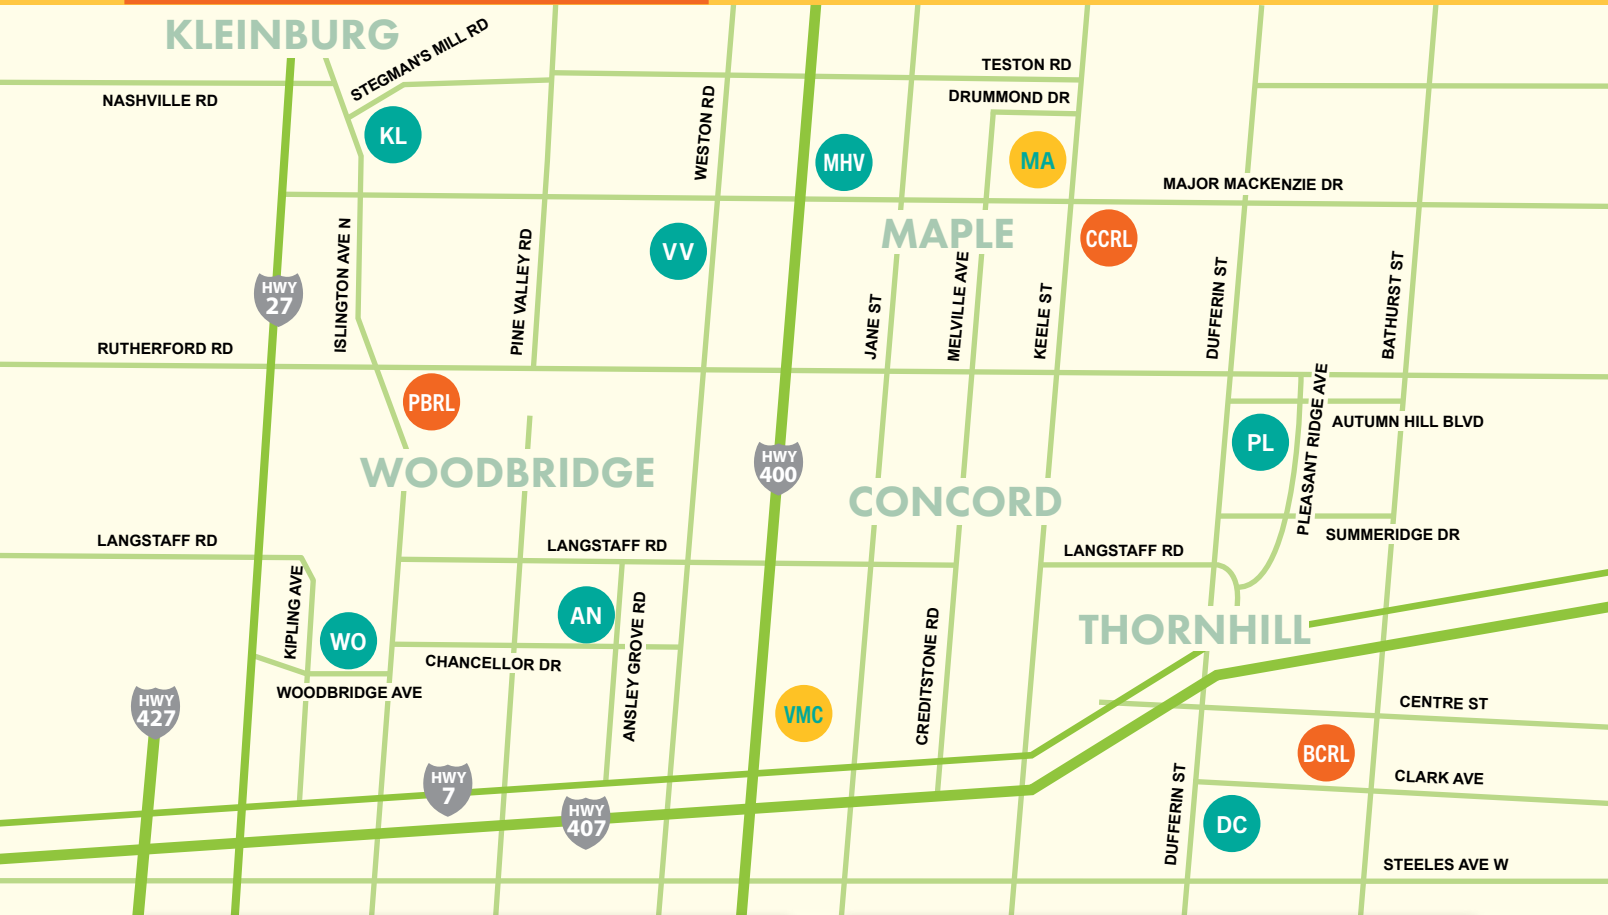 KLEINBURG
STEGMAN'S MILL RD
TESTON RD
NASHVILLE RD
DRUMMOND DR
WESTON RD
KL
MHV
MA
MAJOR MACKENZIE DR
ISLINGTON AVE N
PINE VALLEY RD
VV
MAPLE
CCRL
HWY
27
JANE ST
MELVILLE AVE
KEELE ST
DUFFERIN ST
BATHURST ST
RUTHERFORD RD
PBRL
PLEASANT RIDGE AVE
AUTUMN HILL BLVD
PL
WOODBRIDGE
HWY
400
CONCORD
SUMMERIDGE DR
LANGSTAFF RD
LANGSTAFF RD
LANGSTAFF RD
KIPLING AVE
WO
AN
ANSLEY GROVE RD
CREDITSTONE RD
THORNHILL
CHANCELLOR DR
WOODBRIDGE AVE
HWY
427
VMC
CENTRE ST
BCRL
HWY
7
CLARK AVE
HWY
407
DUFFERIN ST
DC
STEELES AVE W